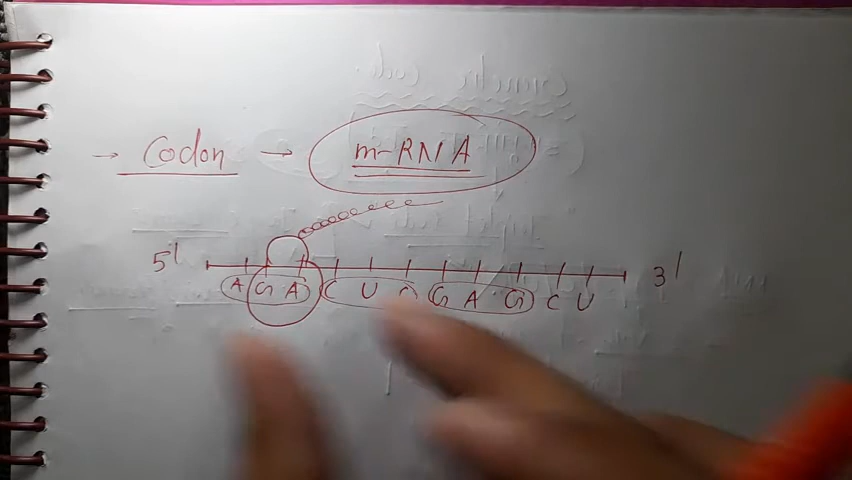 → Codon → m-RNA
5' 3'
A G A C U G G A G C U